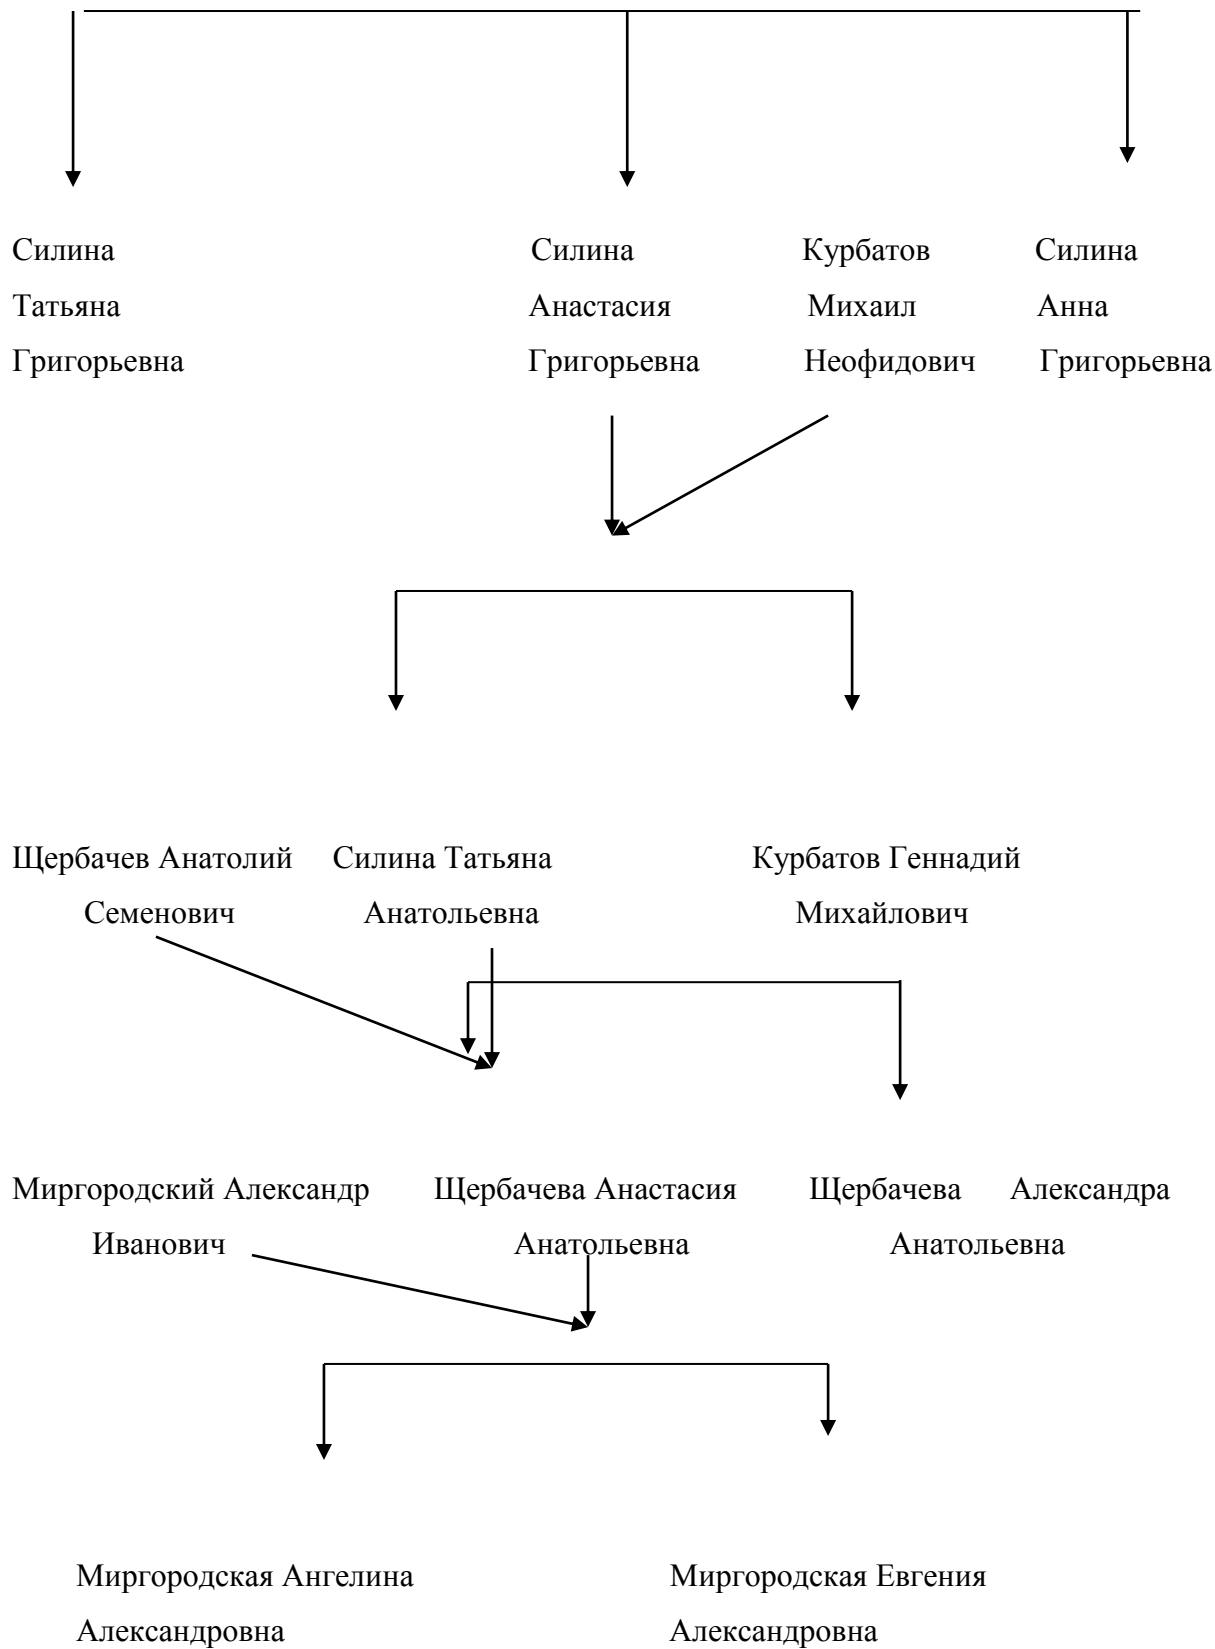 Силина Силина Курбатов Силина
Татьяна Анастасия Михаил Анна
Григорьевна Григорьевна Неофидович Григорьевна
Щербачев Анатолий Силина Татьяна Курбатов Геннадий
Семенович Анатольевна Михайлович
Миргородский Александр Щербачева Анастасия Щербачева Александра
Иванович Анатольевна Анатольевна
Миргородская Ангелина Миргородская Евгения
Александровна Александровна